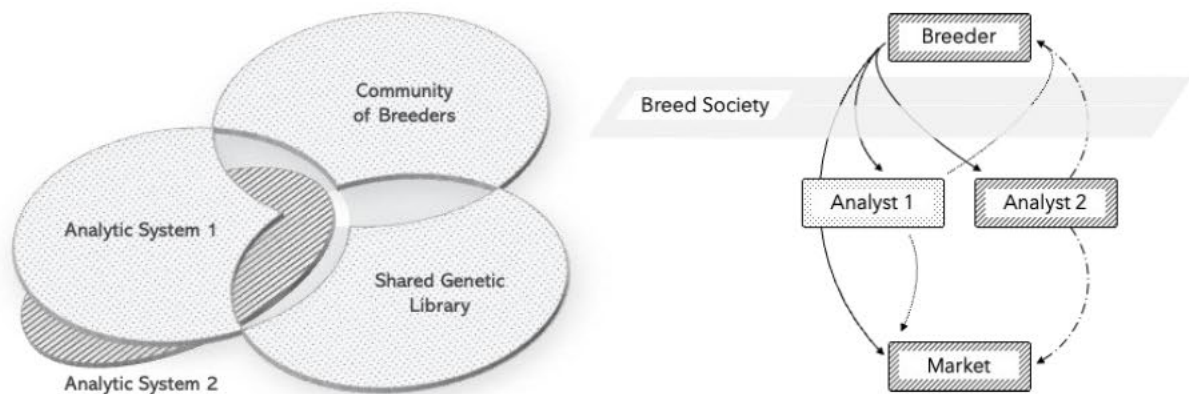 Community
of Breeders
Analytic System 1
Shared Genetic
Library
Analytic System 2
Breeder
Breed Society
Analyst 1
Analyst 2
Market